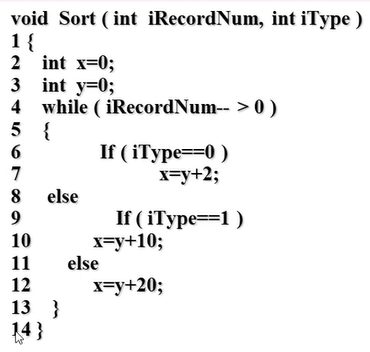 void Sort ( int iRecordNum, int iType )
1 {
2 int x=0;
3 int y=0;
4 while ( iRecordNum-- > 0 )
5 {
6 If ( iType==0 )
7 x=y+2;
8 else
9 If ( iType==1 )
10 x=y+10;
11 else
12 x=y+20;
13 }
14 }